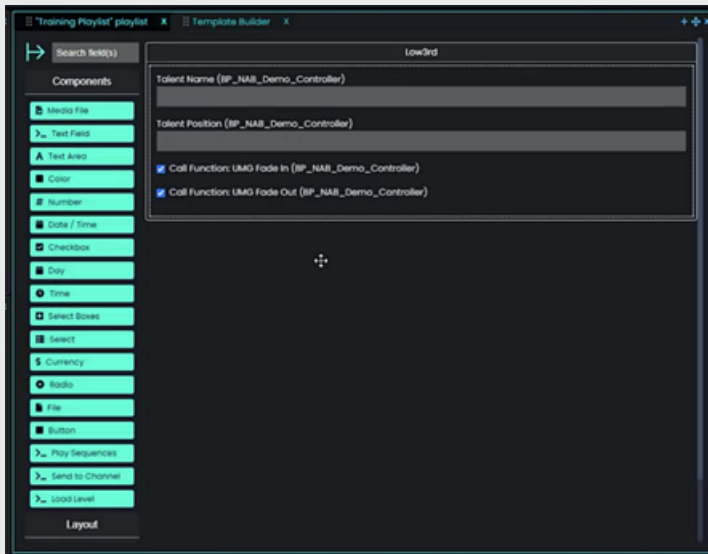 "Training Playlist" playlist X Template Builder X
Search field(s)
Components
Media File
Text Field
Text Area
Color
Number
Date / Time
Checkbox
Day
Time
Select Boxes
Select
Currency
Radio
File
Button
Play Sequences
Send to Channel
Load Level
Layout
Low3rd
Talent Name (BP_NAB_Demo_Controller)
Talent Position (BP_NAB_Demo_Controller)
Call Function: UMG Fade In (BP_NAB_Demo_Controller)
Call Function: UMG Fade Out (BP_NAB_Demo_Controller)